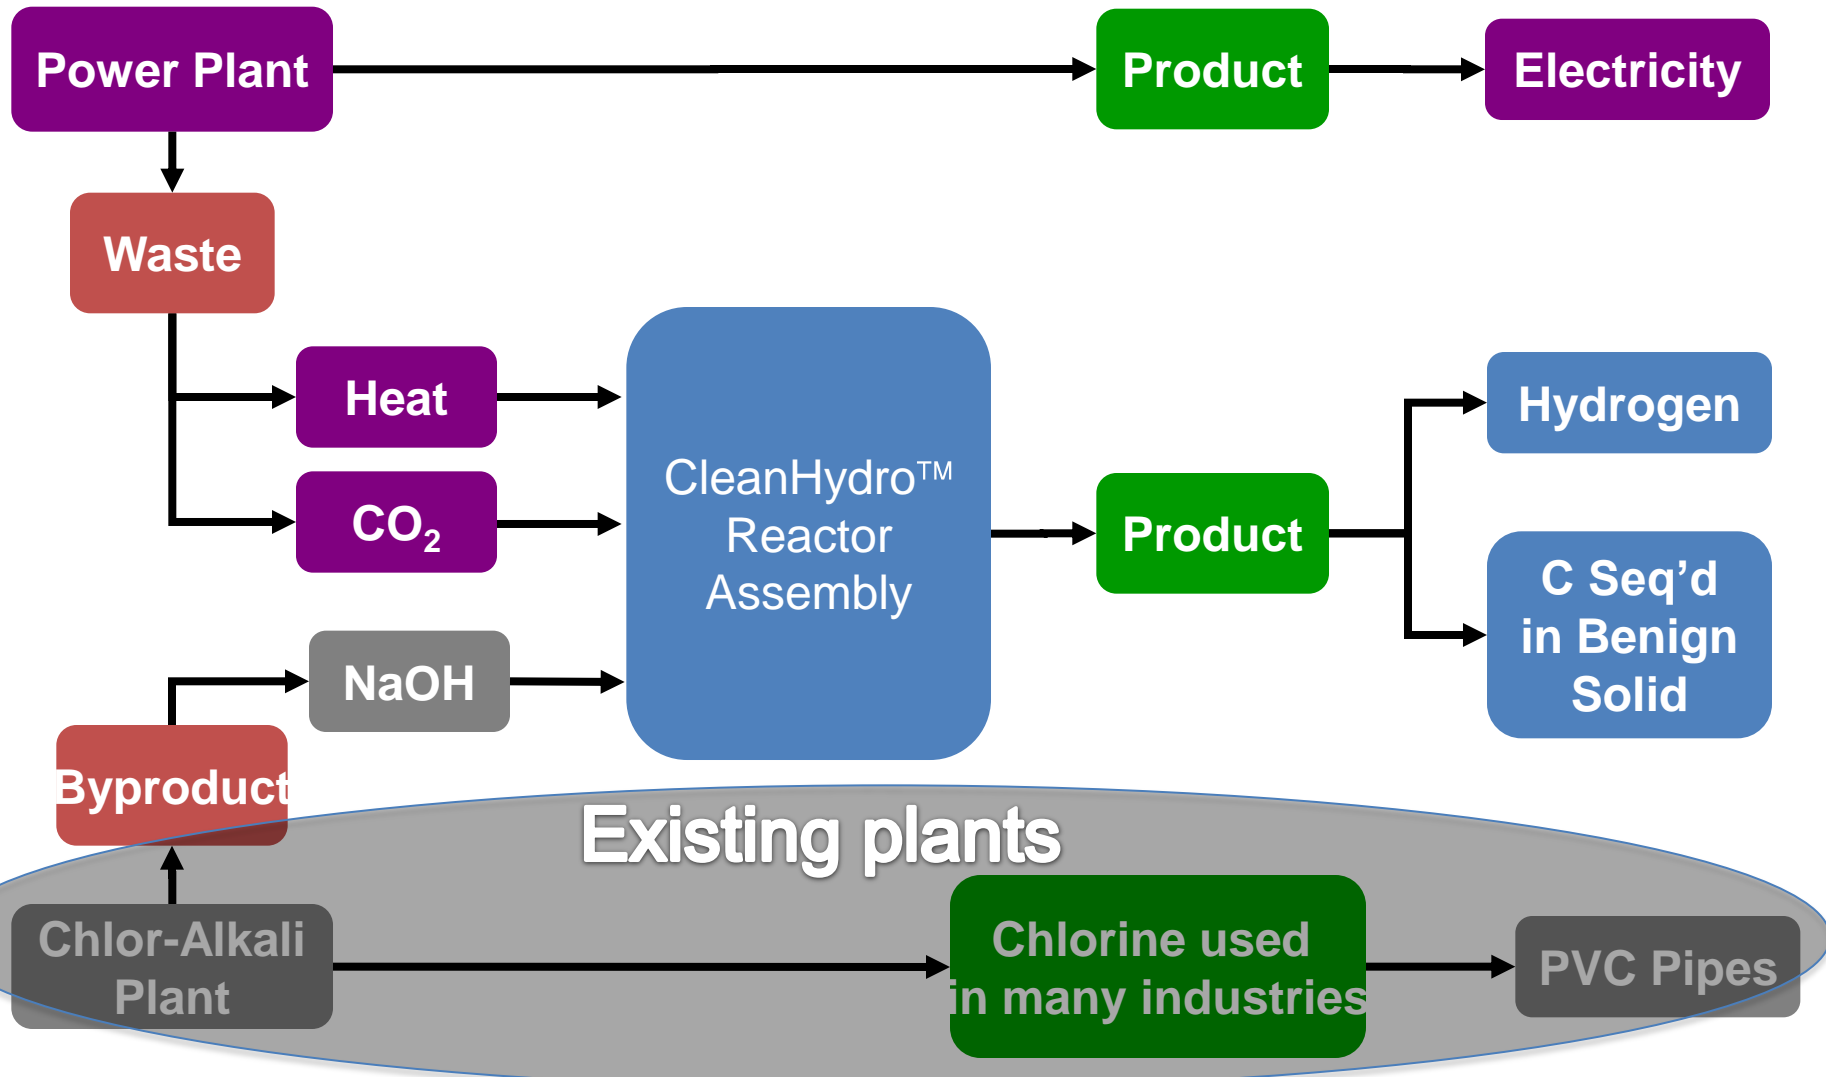 Power Plant
Product
Electricity
Waste
Heat
Hydrogen
CO₂
CleanHydro™
Reactor
Assembly
Product
C Seq’d
in Benign
Solid
NaOH
Byproduct
Existing plants
Chlor-Alkali
Plant
Chlorine used
in many industries
PVC Pipes